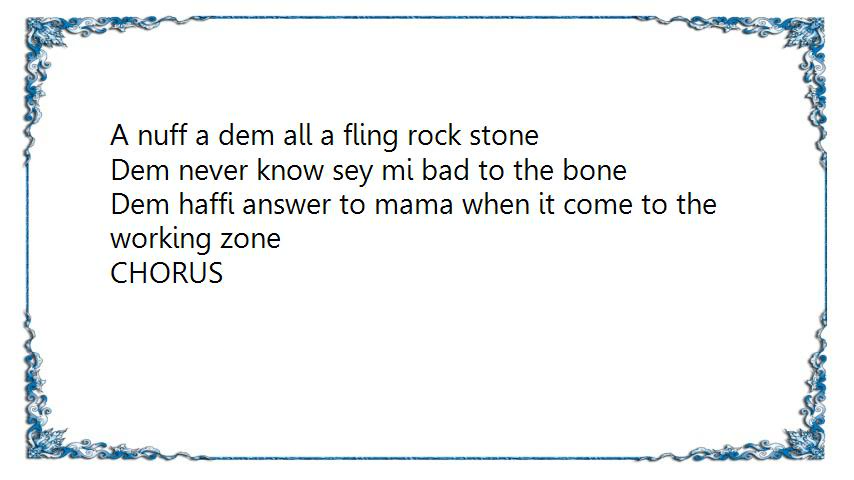 A nuff a dem all a fling rock stone
Dem never know sey mi bad to the bone
Dem haffi answer to mama when it come to the
working zone
CHORUS